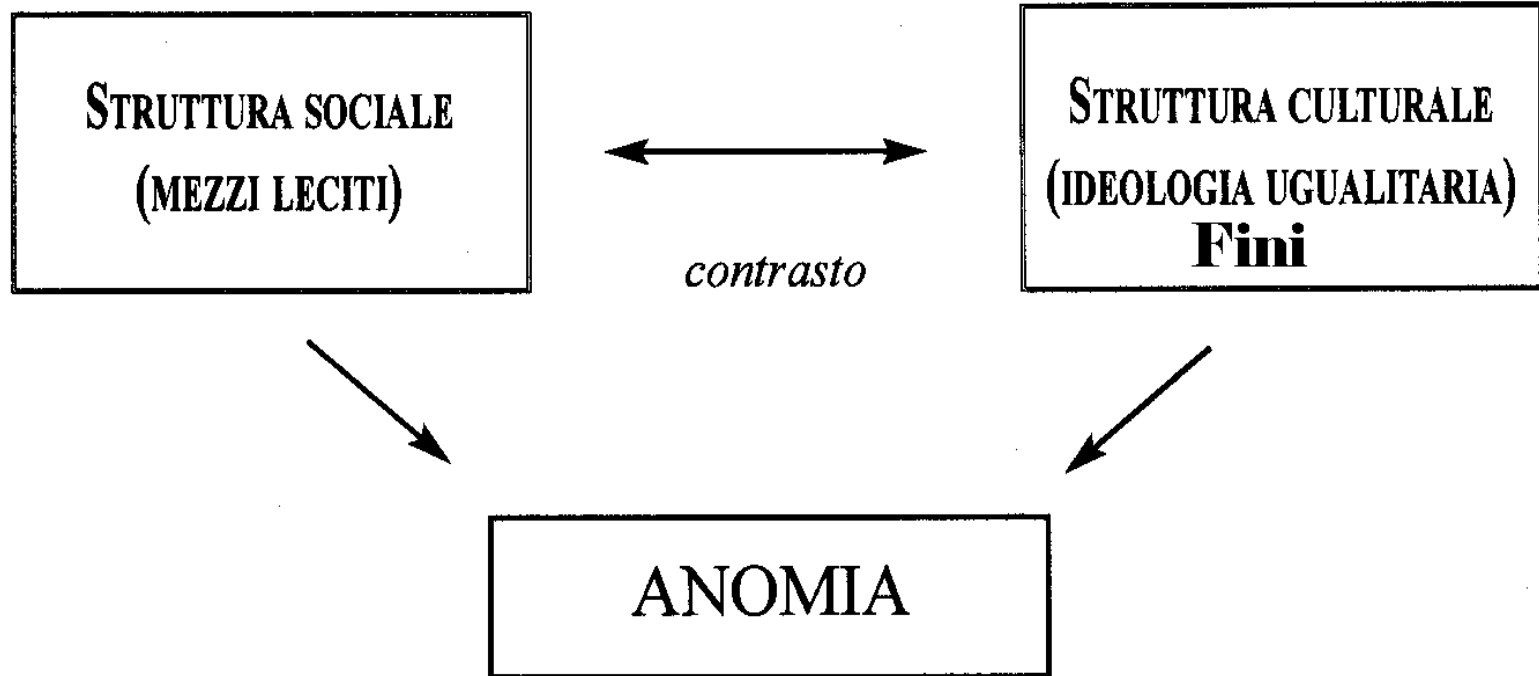 STRUTTURA SOCIALE
(MEZZI LECITI)
STRUTTURA CULTURALE
(IDEOLOGIA UGUALITARIA)
Fini
contrasto
ANOMIA